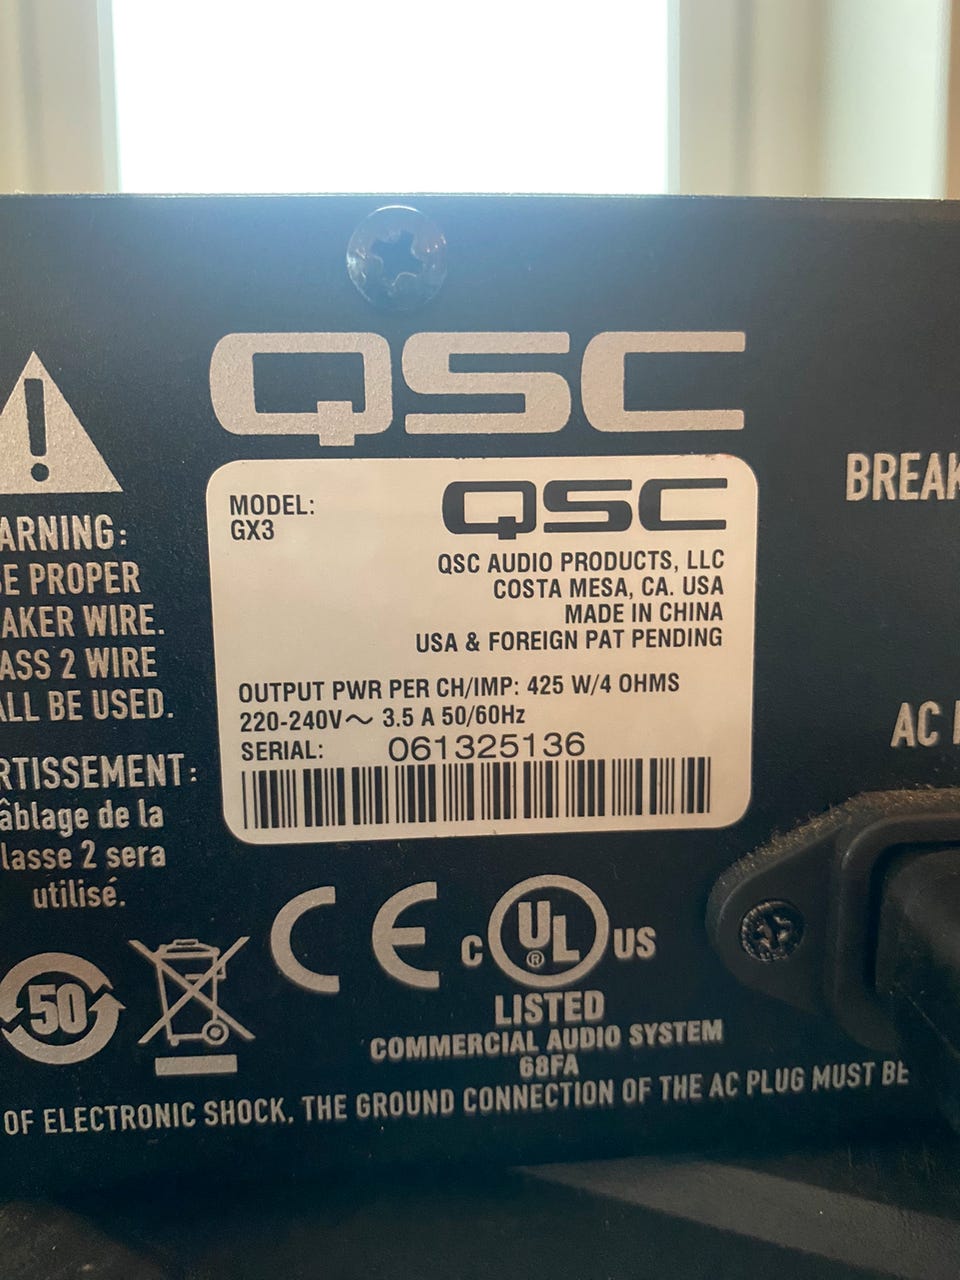 QSC
MODEL:
GX3
QSC
QSC AUDIO PRODUCTS, LLC
COSTA MESA, CA. USA
MADE IN CHINA
USA & FOREIGN PAT PENDING
OUTPUT PWR PER CH/IMP: 425 W/4 OHMS
220-240V～ 3.5 A 50/60Hz
SERIAL: 061325136
ARNING:
E PROPER
AKER WIRE.
ASS 2 WIRE
ALL BE USED.
RTISSEMENT:
âblage de la
lasse 2 sera
utilisé.
BREAK
AC
50
CE
C UL ® US
LISTED
COMMERCIAL AUDIO SYSTEM
68FA
OF ELECTRONIC SHOCK. THE GROUND CONNECTION OF THE AC PLUG MUST BE